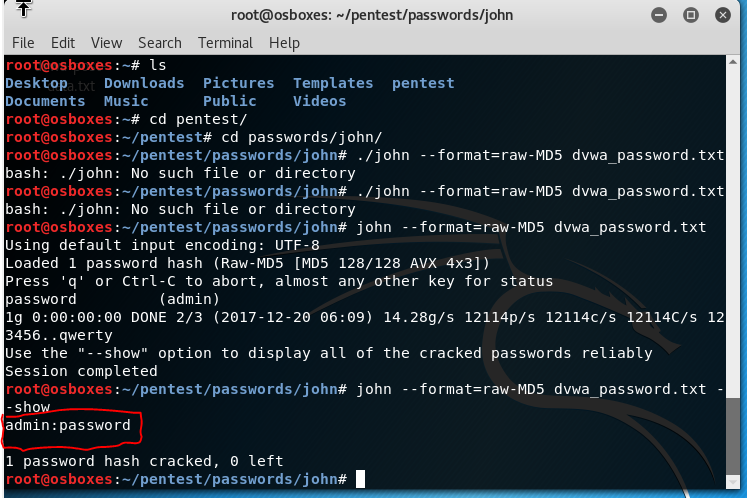 root@osboxes: ~/pentest/passwords/john
File Edit View Search Terminal Help
root@osboxes:~# ls
Desktop Downloads Pictures Templates pentest
Documents Music Public Videos
root@osboxes:~# cd pentest/
root@osboxes:~/pentest# cd passwords/john/
root@osboxes:~/pentest/passwords/john# ./john --format=raw-MD5 dvwa_password.txt
bash: ./john: No such file or directory
root@osboxes:~/pentest/passwords/john# ./john --format=raw-MD5 dvwa_password.txt
bash: ./john: No such file or directory
root@osboxes:~/pentest/passwords/john# john --format=raw-MD5 dvwa_password.txt
Using default input encoding: UTF-8
Loaded 1 password hash (Raw-MD5 [MD5 128/128 AVX 4x3])
Press 'q' or Ctrl-C to abort, almost any other key for status
password (admin)
1g 0:00:00:00 DONE 2/3 (2017-12-20 06:09) 14.28g/s 12114p/s 12114c/s 12114C/s 12
3456..qwerty
Use the "--show" option to display all of the cracked passwords reliably
Session completed
root@osboxes:~/pentest/passwords/john# john --format=raw-MD5 dvwa_password.txt -
-show
admin:password
1 password hash cracked, 0 left
root@osboxes:~/pentest/passwords/john#